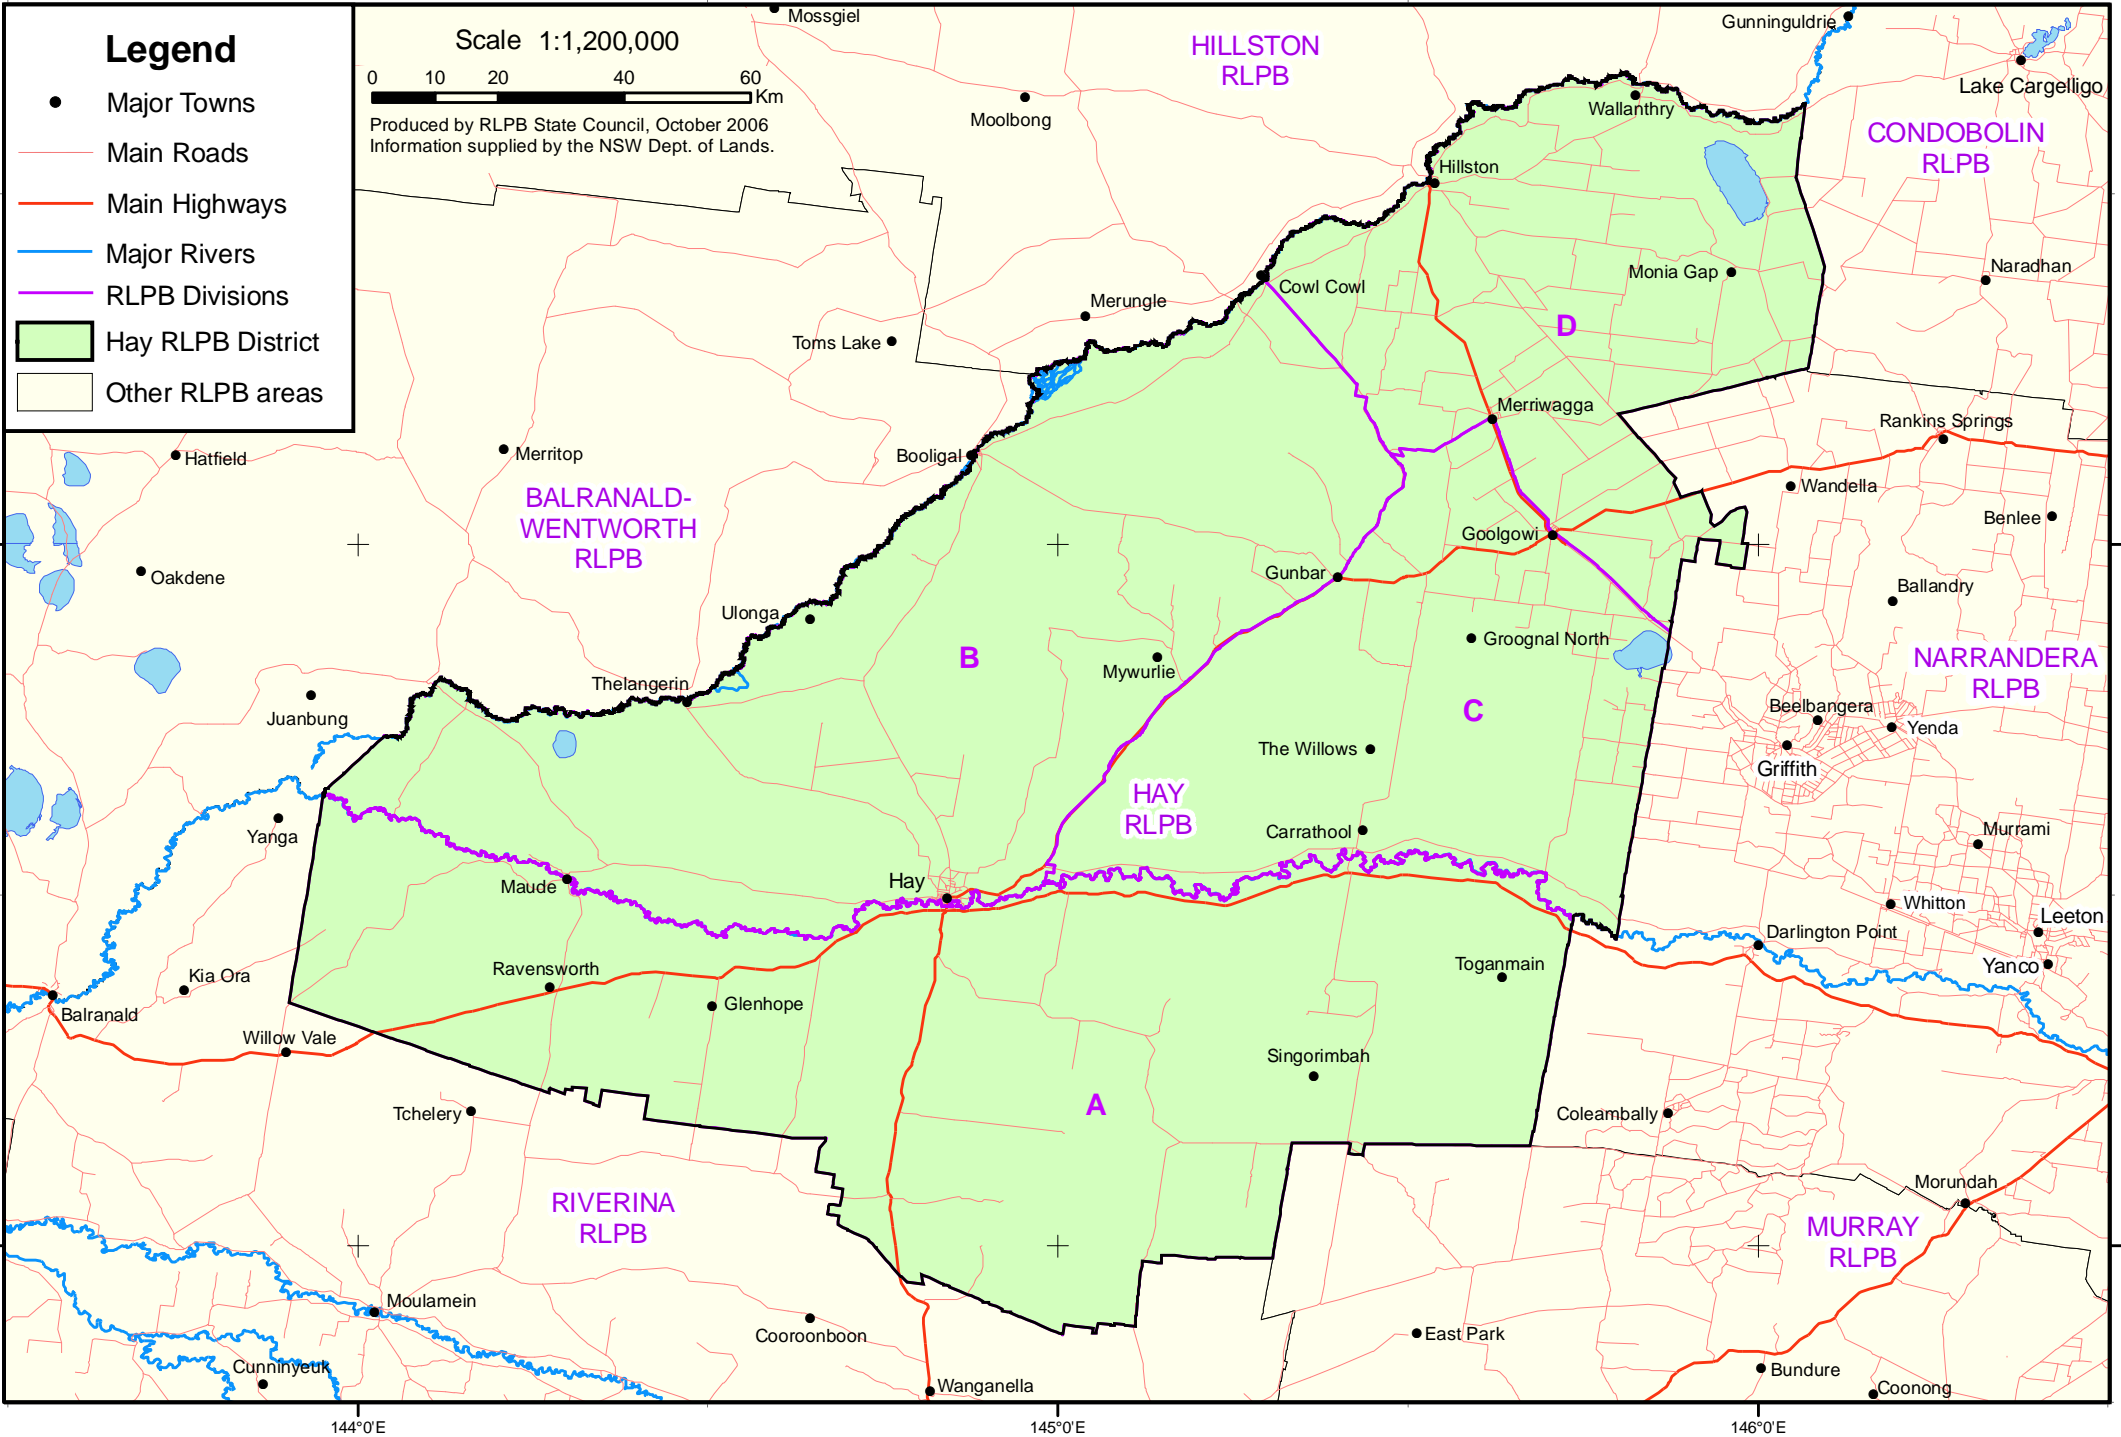 Legend
Major Towns
Main Roads
Main Highways
Major Rivers
RLPB Divisions
Hay RLPB District
Other RLPB areas
Scale 1:1,200,000
0 10 20 40 60
Km
Produced by RLPB State Council, October 2006
Information supplied by the NSW Dept. of Lands.
Mossgiel
HILLSTON
RLPB
Gunninguldrie
Lake Cargelligo
Moolbong
Wallanthry
CONDOBOLIN
RLPB
Hillston
Naradhan
Monia Gap
Cowl Cowl
Merungle
Toms Lake
D
Merriwagga
Rankins Springs
Hatfield
Merritop
Booligal
Wandella
BALRANALD-
WENTWORTH
RLPB
Benlee
Goolgowi
Oakdene
Gunbar
Ballandry
Ulonga
Groognal North
B
Mywurlie
NARRANDERA
RLPB
Thelangerin
Juanbung
C
Beelbangera
Yenda
The Willows
Griffith
HAY
RLPB
Yanga
Carrathool
Murrami
Maude
Hay
Whitton
Leeton
Darlington Point
Yanco
Kia Ora
Ravensworth
Toganmain
Glenhope
Balranald
Willow Vale
Singorimbah
Tchelery
A
Coleambally
Morundah
RIVERINA
RLPB
MURRAY
RLPB
Moulamein
Cooroonboon
East Park
Cunninyeuk
Wanganella
Bundure
Coonong
144°0'E
145°0'E
146°0'E